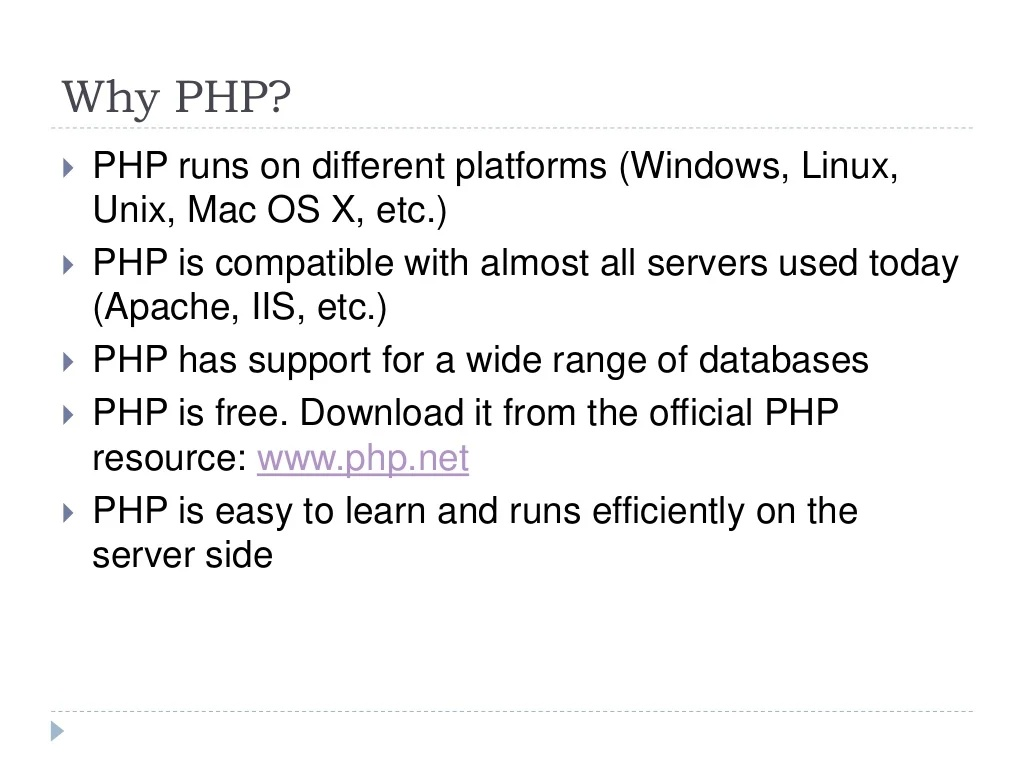 Why PHP?
PHP runs on different platforms (Windows, Linux,
Unix, Mac OS X, etc.)
PHP is compatible with almost all servers used today
(Apache, IIS, etc.)
PHP has support for a wide range of databases
PHP is free. Download it from the official PHP
resource: www.php.net
PHP is easy to learn and runs efficiently on the
server side